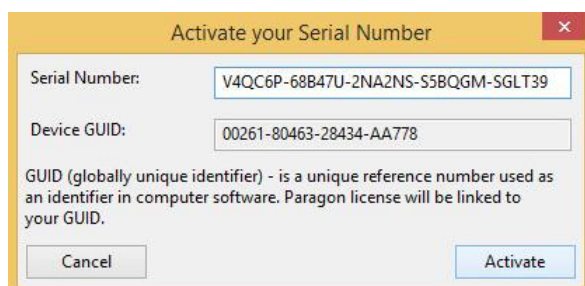 Activate your Serial Number
Serial Number:
V4QC6P-68B47U-2NA2NS-S5BQGM-SGLT39
Device GUID:
00261-80463-28434-AA778
GUID (globally unique identifier) - is a unique reference number used as
an identifier in computer software. Paragon license will be linked to
your GUID.
Cancel
Activate